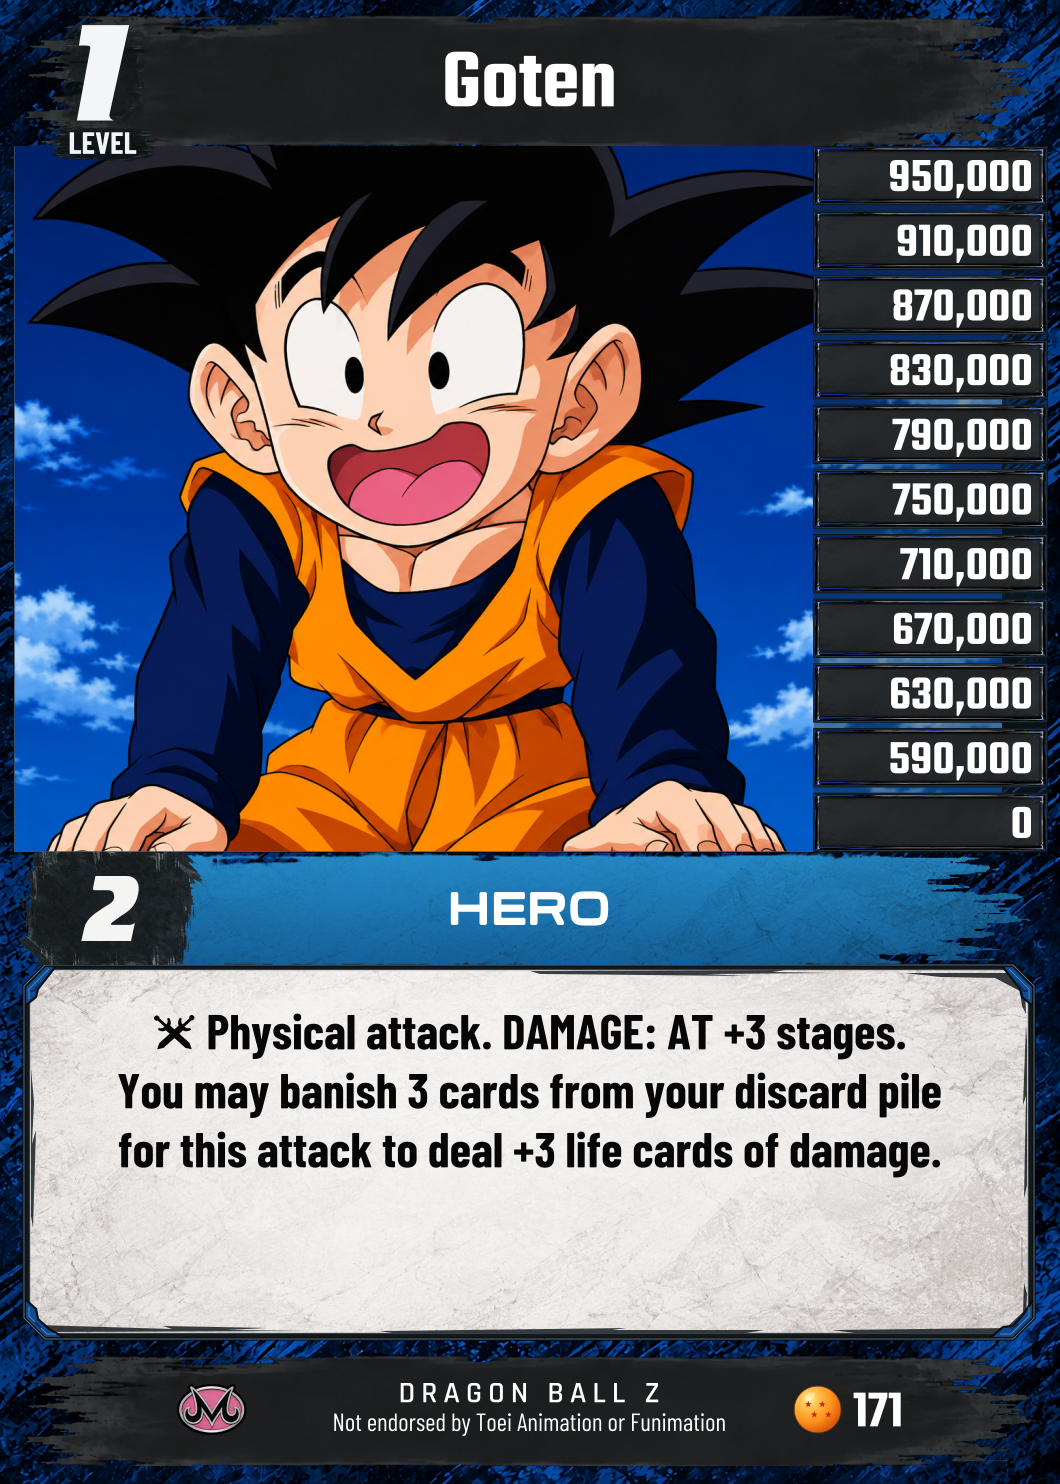 1
LEVEL
Goten
950,000
910,000
870,000
830,000
790,000
750,000
710,000
670,000
630,000
590,000
0
2
HERO
Physical attack. DAMAGE: AT +3 stages.
You may banish 3 cards from your discard pile
for this attack to deal +3 life cards of damage.
DRAGON BALL Z
Not endorsed by Toei Animation or Funimation
171